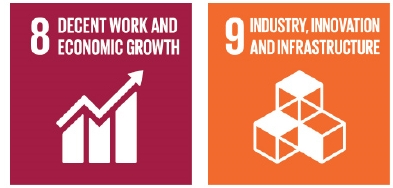 8 DECENT WORK AND
ECONOMIC GROWTH
9 INDUSTRY, INNOVATION
AND INFRASTRUCTURE